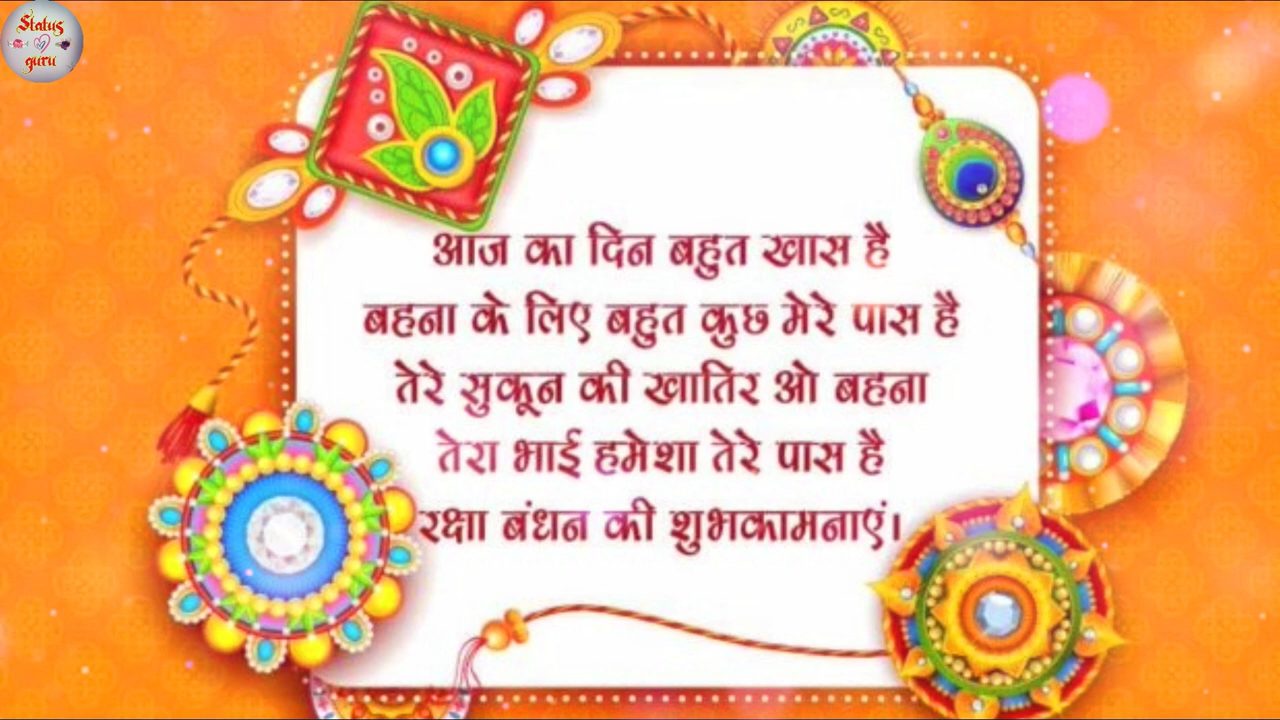 Status
guru
आज का दिन बहुत खास है
बहना के लिए बहुत कुछ मेरे पास है
तेरे सुकून की खातिर ओ बहना
तेरा भाई हमेशा तेरे पास है
रक्षा बंधन की शुभकामनाएं।